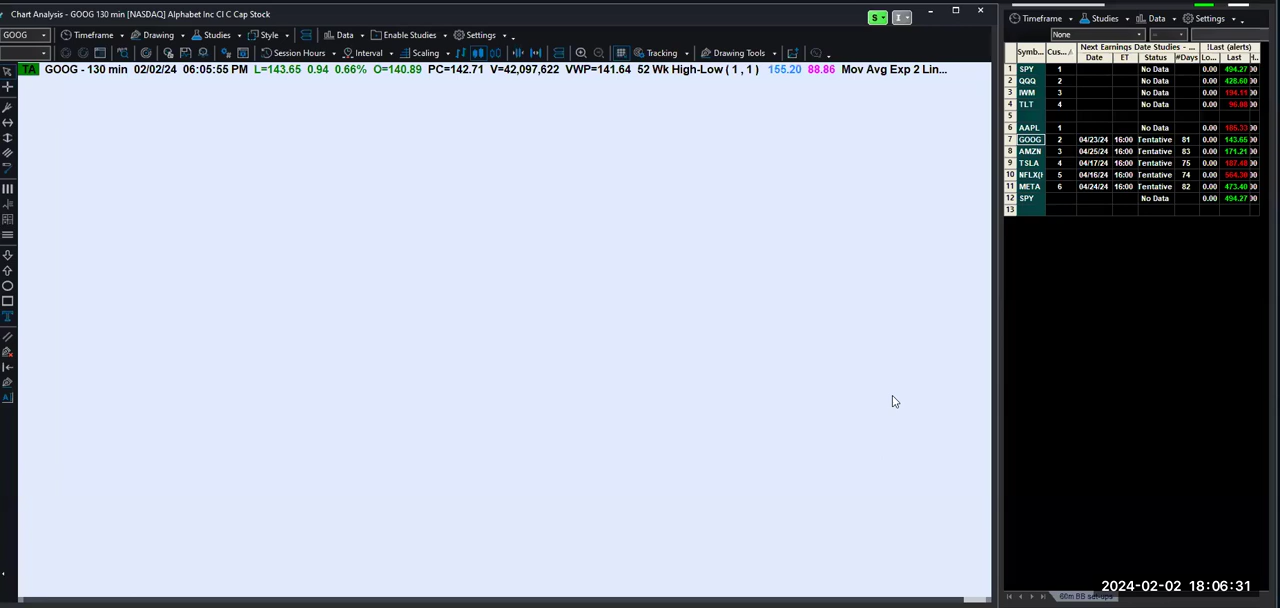 Chart Analysis - GOOG 130 min [NASDAQ] Alphabet Inc Cl C Cap Stock
S I
GOOG Timeframe Drawing Studies Style Data Enable Studies Settings
Session Hours Interval Scaling Tracking Drawing Tools
TA GOOG - 130 min 02/02/24 06:05:55 PM L=143.65 0.94 0.66% O=140.89 PC=142.71 V=42,097,622 VWP=141.64 52 Wk High-Low ( 1 , 1 ) 155.20 88.86 Mov Avg Exp 2 Lin...
Timeframe Studies Data Settings
None
Symb... Cus... Next Earnings Date Studies - ... !Last (alerts)
Date ET Status #Days Lo... Last
1 SPY 1 No Data 0.00 494.27
2 QQQ 2 No Data 0.00 428.60
3 IWM 3 No Data 0.00 194.11
4 TLT 4 No Data 0.00
5
6 AAPL 1 No Data 0.00 185.33
7 GOOG 2 04/23/24 16:00 Tentative 81 0.00 143.65
8 AMZN 3 04/25/24 16:00 Tentative 83 0.00 171.21
9 TSLA 4 04/17/24 16:00 Tentative 75 0.00
10 NFLX 5 04/16/24 16:00 Tentative 74 0.00
11 META 6 04/24/24 16:00 Tentative 82 0.00 473.40
12 SPY No Data 0.00 494.27
13
2024-02-02 18:06:31
60m BB set-ups